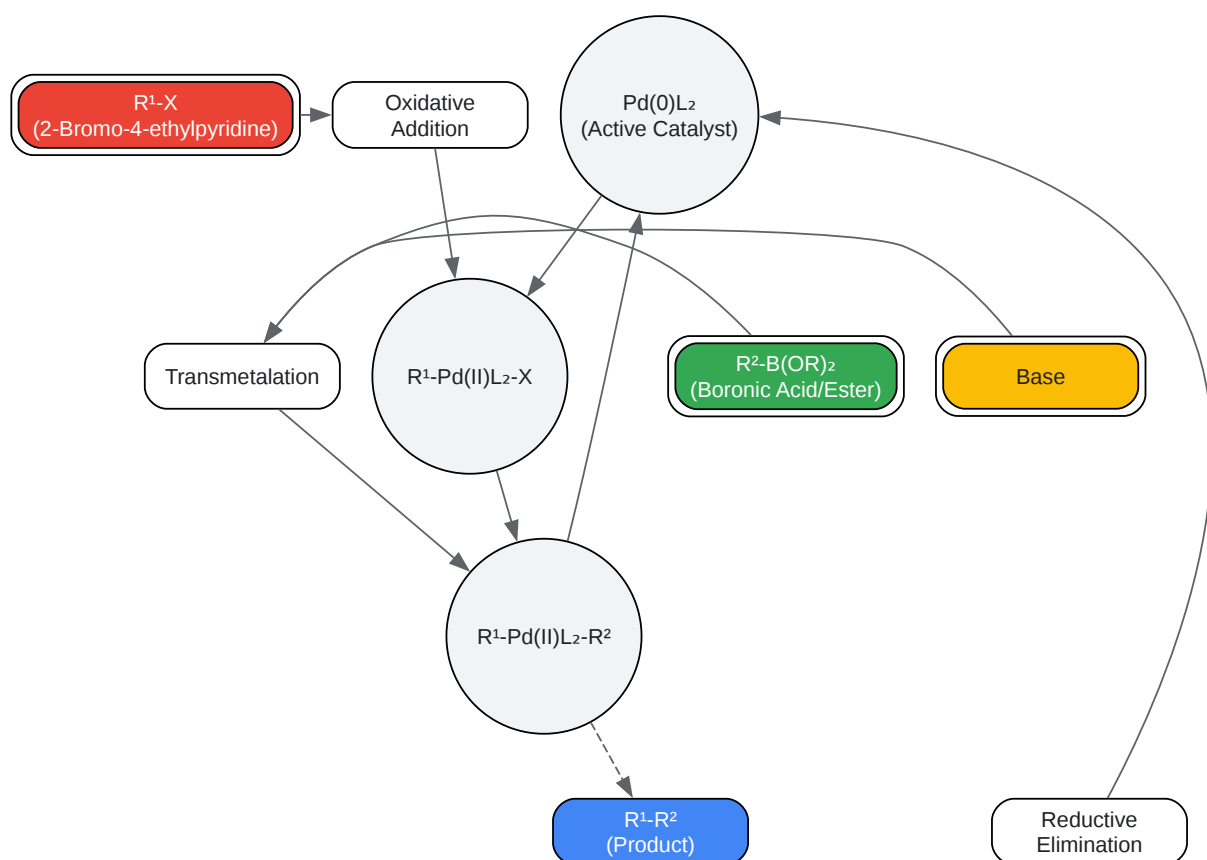 R¹-X
(2-Bromo-4-ethylpyridine)
Oxidative
Addition
Pd(0)L₂
(Active Catalyst)
Transmetalation
R¹-Pd(II)L₂-X
R²-B(OR)₂
(Boronic Acid/Ester)
Base
R¹-Pd(II)L₂-R²
R¹-R²
(Product)
Reductive
Elimination